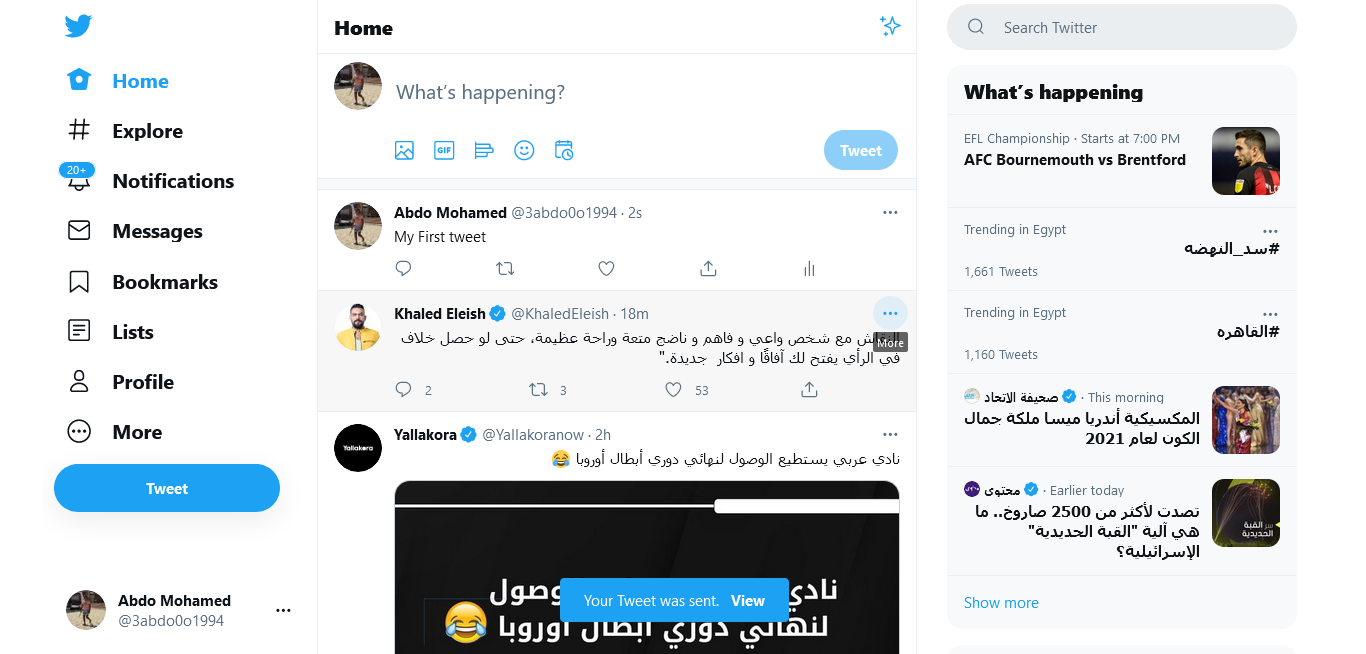 Home
Explore
20+
Notifications
Messages
Bookmarks
Lists
Profile
More
Tweet
Abdo Mohamed
@3abdo0o1994
Home
What's happening?
GIF
Tweet
Abdo Mohamed @3abdo0o1994 · 2s
My First tweet
Khaled Eleish @KhaledEleish · 18m
مع شخص واعي و فاهم و ناضج متعة وراحة عظيمة، حتى لو حصل خلاف
More
في الرأي يفتح لك آفاقًا و افكار جديدة."
2 3 53
Yallakora @Yallakoranow · 2h
Yallakora
نادي عربي يستطيع الوصول لنهائي دوري أبطال أوروبا 😂
لنهائي دوري أبطال أوروبا
Your Tweet was sent. View
Search Twitter
What's happening
EFL Championship · Starts at 7:00 PM
AFC Bournemouth vs Brentford
Trending in Egypt
#سد_النهضه
1,661 Tweets
Trending in Egypt
#القاهره
1,160 Tweets
صحيفة الاتحاد · This morning
المكسيكية أندريا ميسا ملكة جمال
الكون لعام 2021
محتوى · Earlier today
تصدت لأكثر من 2500 صاروخ.. ما
هي آلية "القبة الحديدية"
الإسرائيلية؟
سر القبة
الحديدية
Show more